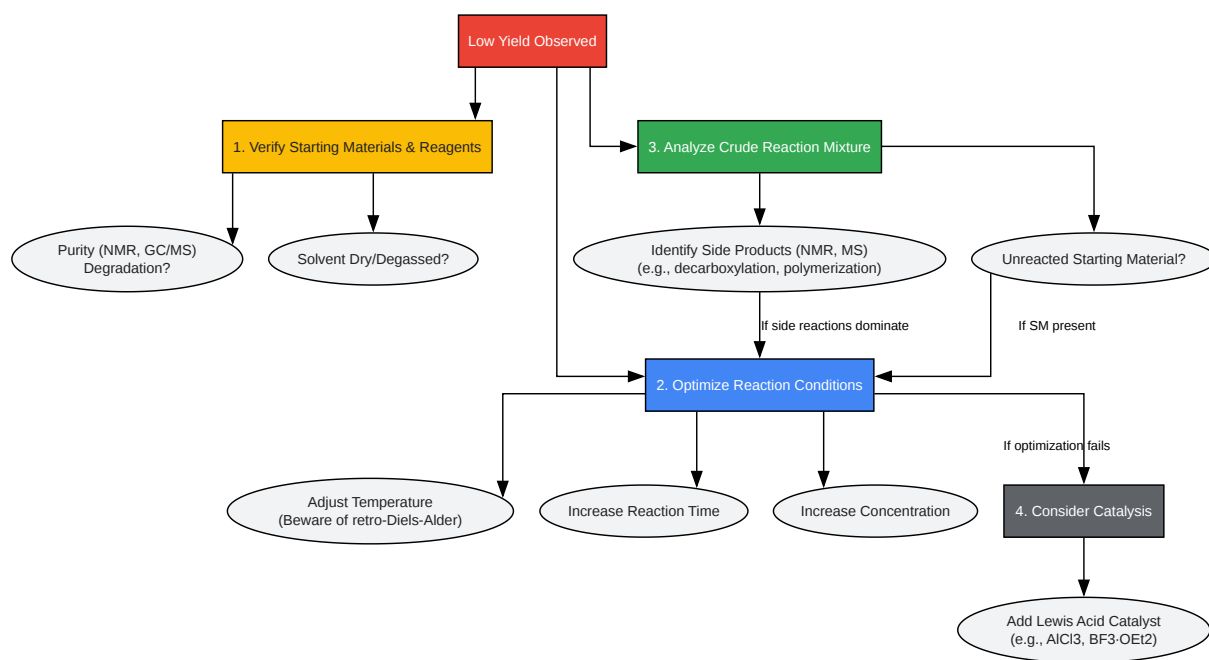 Low Yield Observed
1. Verify Starting Materials & Reagents
3. Analyze Crude Reaction Mixture
Purity (NMR, GC/MS)
Degradation?
Solvent Dry/Degassed?
Identify Side Products (NMR, MS)
(e.g., decarboxylation, polymerization)
Unreacted Starting Material?
If side reactions dominate
If SM present
2. Optimize Reaction Conditions
If optimization fails
Adjust Temperature
(Beware of retro-Diels-Alder)
Increase Reaction Time
Increase Concentration
4. Consider Catalysis
Add Lewis Acid Catalyst
(e.g., AlCl3, BF3·OEt2)